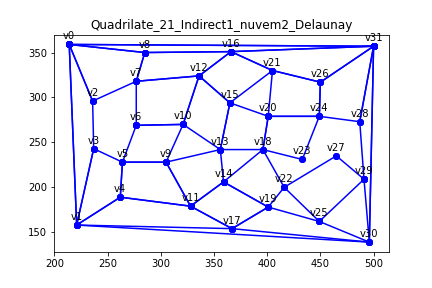 Quadrilate_21_Indirect1_nuvem2_Delaunay
v0
v31
v8
v16
350
v7
v12
v21
v26
300
v2
v15
v20
v24
v28
v6
v10
250
v3
v13
v18
v5
v9
v23
v27
200
v4
v14
v22
v29
v11
v19
150
v1
v17
v25
v30
200
250
300
350
400
450
500